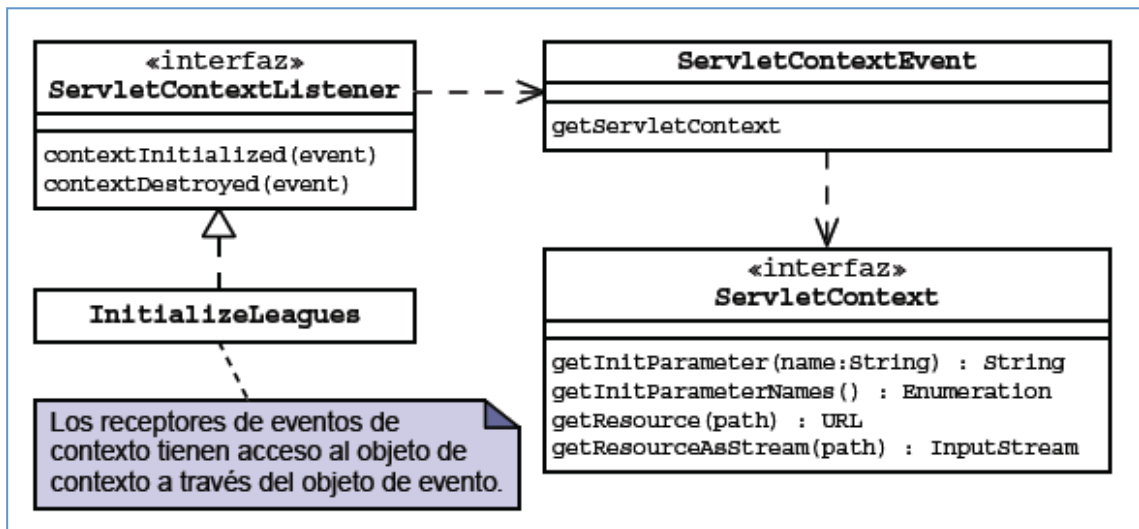 «interfaz»
ServletContextListener
contextInitialized(event)
contextDestroyed(event)
InitializeLeagues
Los receptores de eventos de
contexto tienen acceso al objeto de
contexto a través del objeto de evento.
ServletContextEvent
getServletContext
«interfaz»
ServletContext
getInitParameter(name:String) : String
getInitParameterNames() : Enumeration
getResource(path) : URL
getResourceAsStream(path) : InputStream